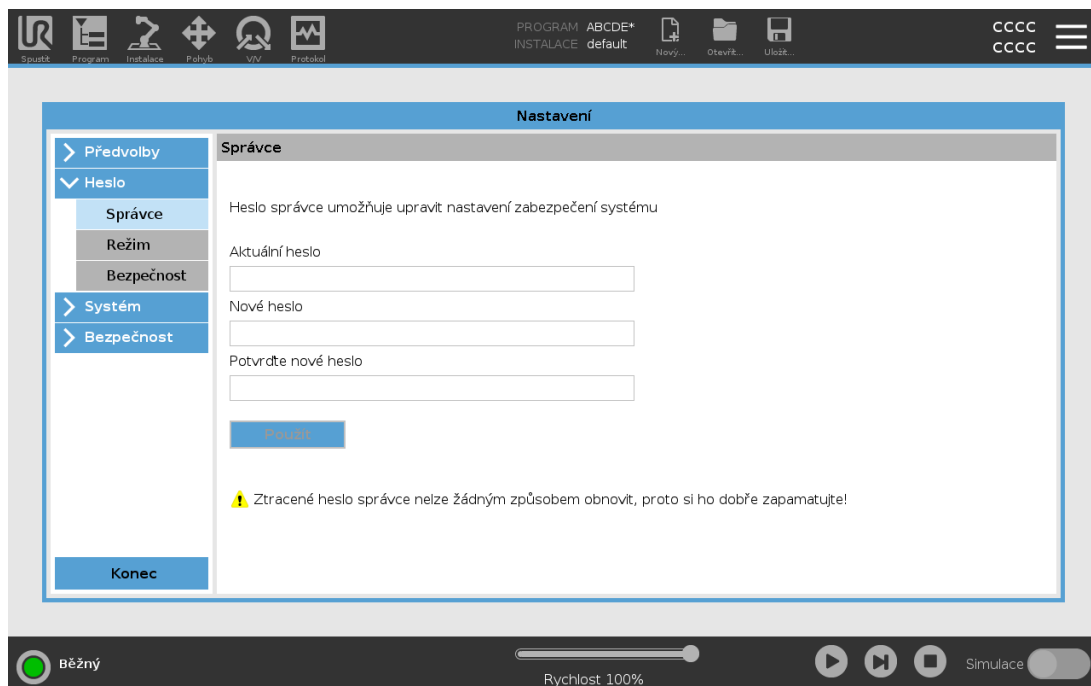 PROGRAM ABCDE*
INSTALACE default
CCCC
CCCC
Spustit Program Instalace Pohyb V/V Protokol Nový... Otevřít... Uložit...
Nastavení
Předvolby
Heslo
Správce
Režim
Bezpečnost
Systém
Bezpečnost
Konec
Správce
Heslo správce umožňuje upravit nastavení zabezpečení systému
Aktuální heslo
Nové heslo
Potvrďte nové heslo
Použít
Ztracené heslo správce nelze žádným způsobem obnovit, proto si ho dobře zapamatujte!
Běžný
Rychlost 100%
Simulace